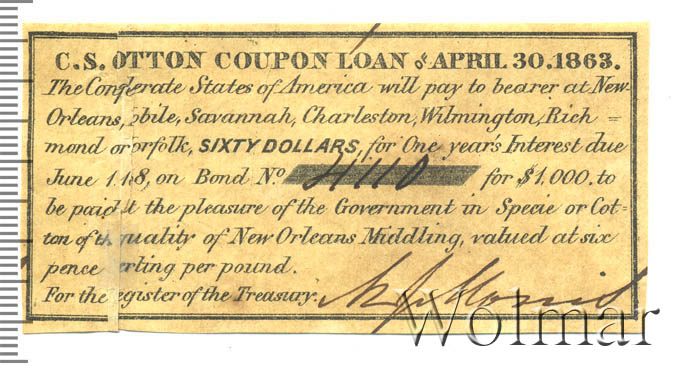 C.S. OTTON COUPON LOAN of APRIL 30.1863.
The Conferate States of America will pay to bearer at New
Orleans, obile, Savannah, Charleston, Wilmington, Rich=
mond or orfolk, SIXTY DOLLARS, for One year's Interest due
June 1.18, on Bond No. 4110 for $1,000. to
be paid t the pleasure of the Government in Specie or Cot=
ton of th quality of New Orleans Middling, valued at six
pence erling per pound.
For the egister of the Treasury.
Wolmar